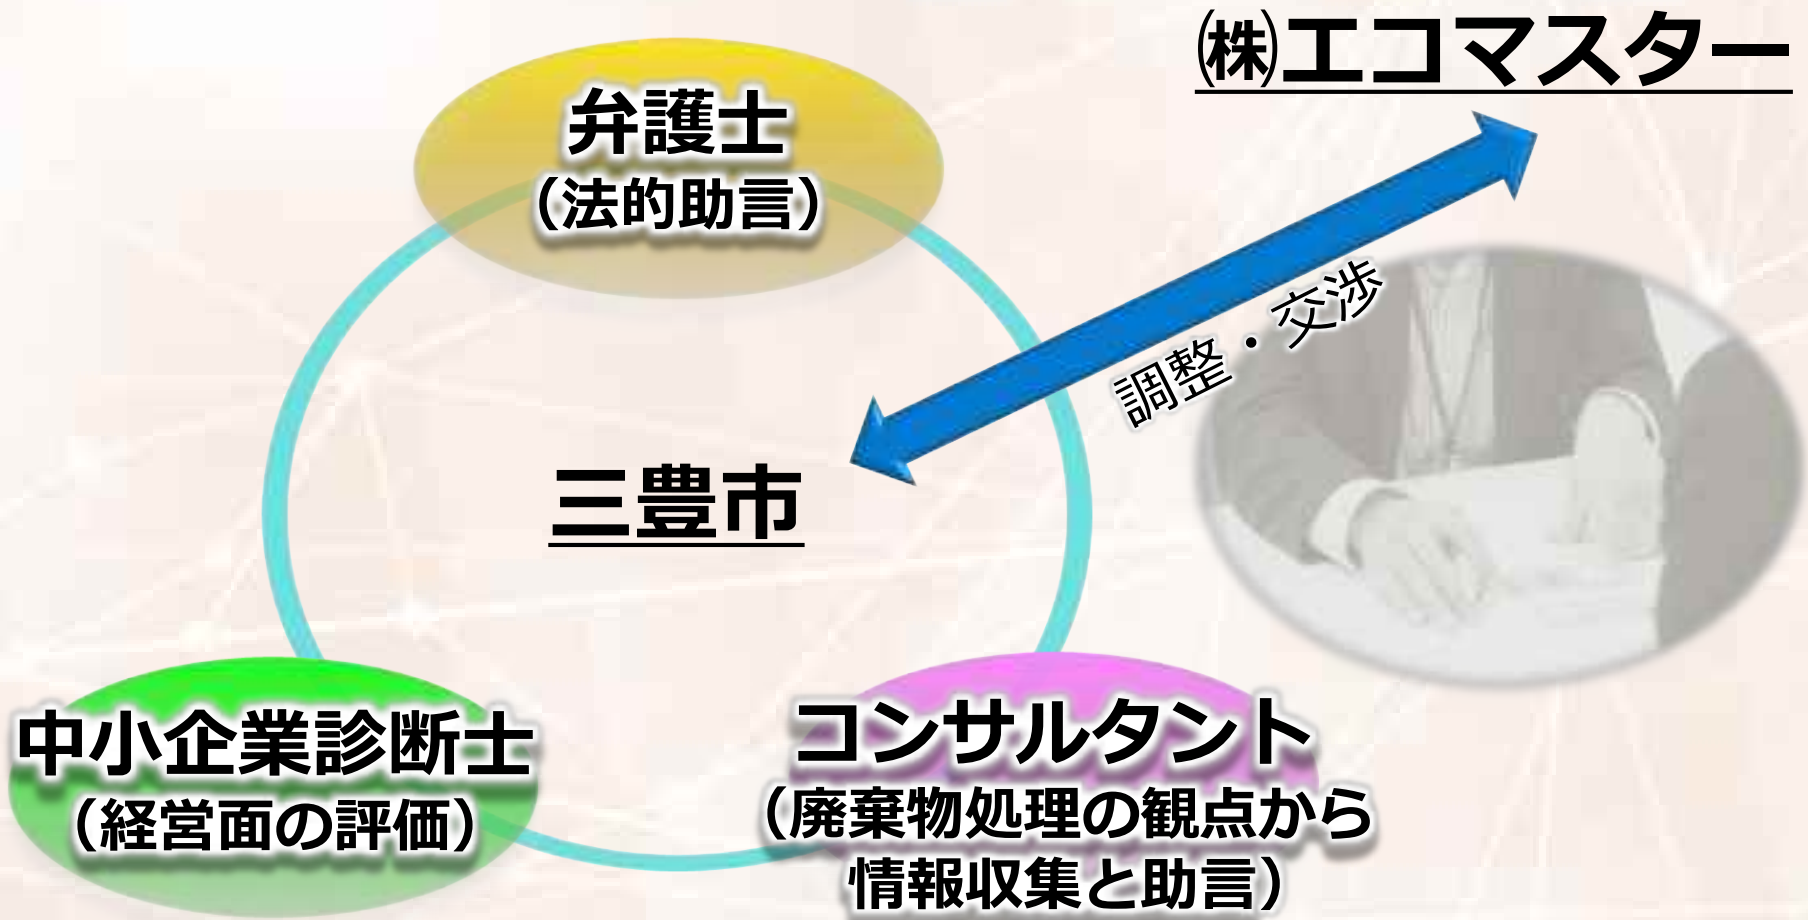 ㈱エコマスター
弁護士
（法的助言）
調整・交渉
三豊市
中小企業診断士
（経営面の評価）
コンサルタント
（廃棄物処理の観点から
情報収集と助言）